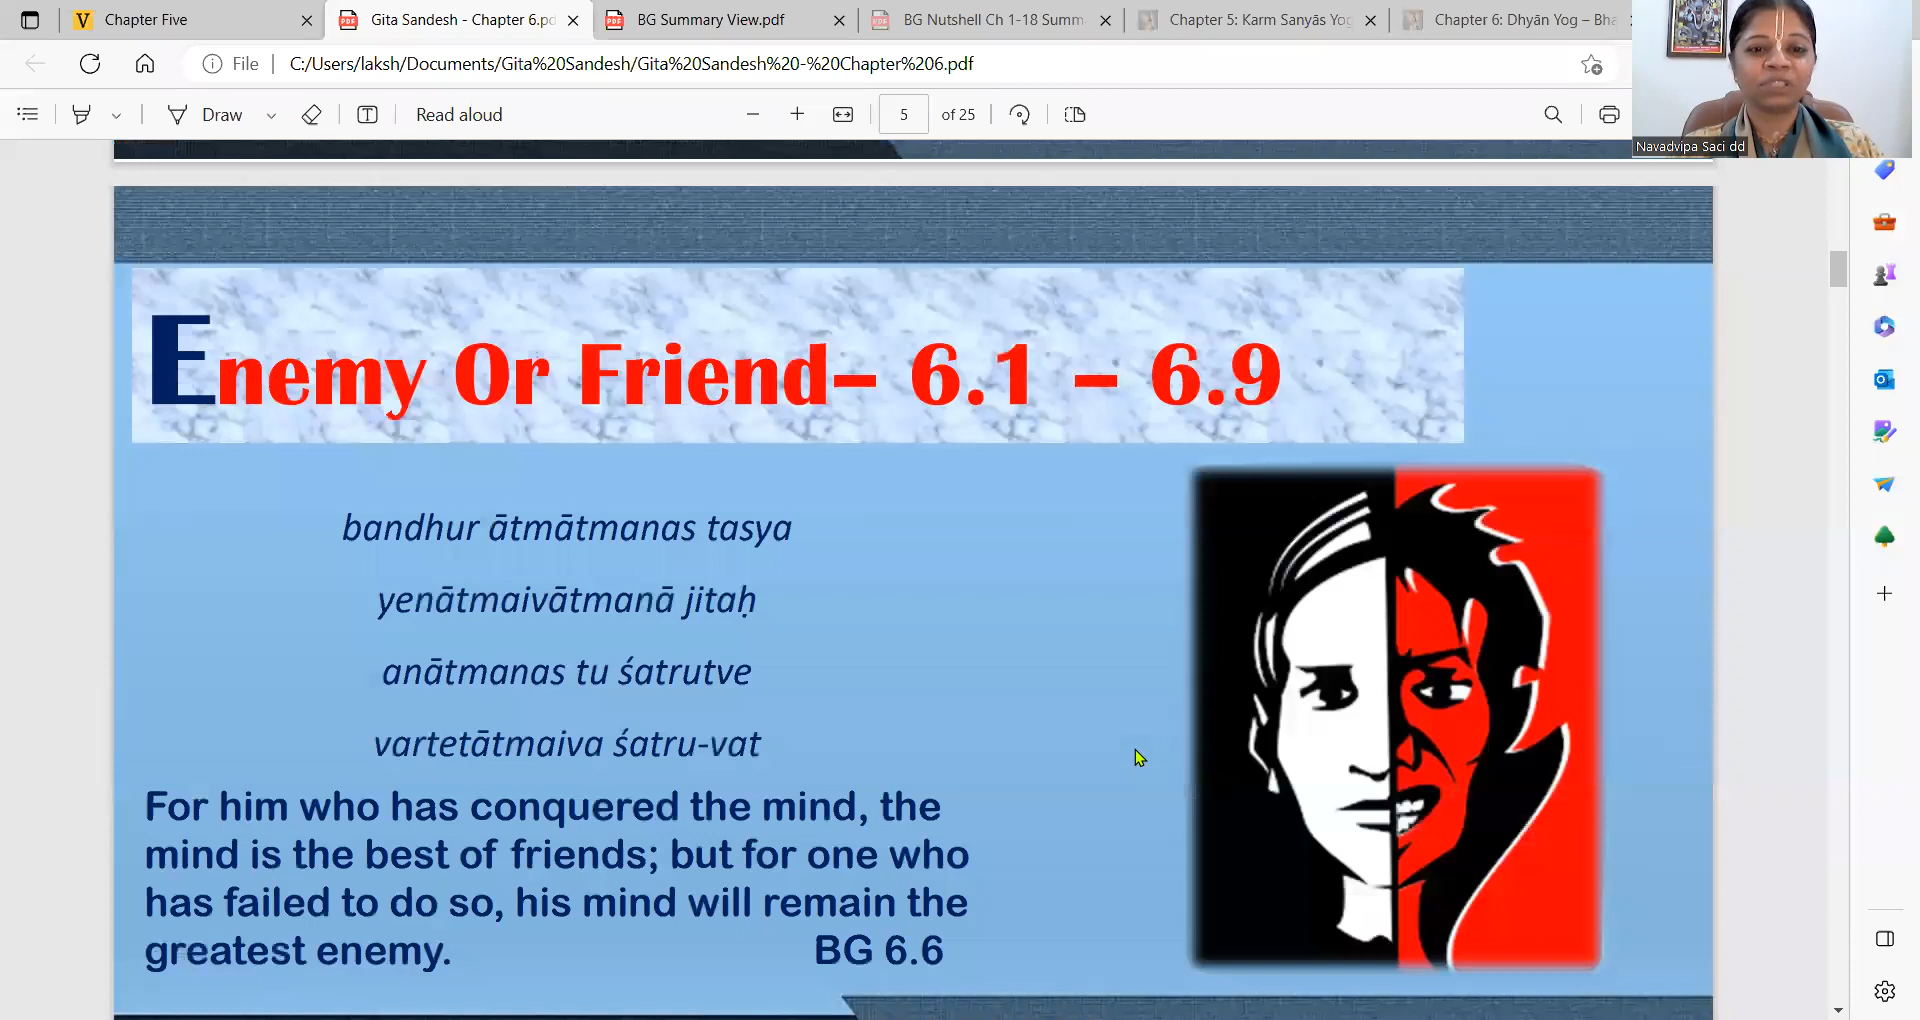 Chapter Five
Gita Sandesh - Chapter 6.pd
BG Summary View.pdf
BG Nutshell Ch 1-18 Summ
Chapter 5: Karm Sanyās Yog
Chapter 6: Dhyān Yog – Bha
File
C:/Users/laksh/Documents/Gita%20Sandesh/Gita%20Sandesh%20-%20Chapter%206.pdf
Draw
Read aloud
5 of 25
Navadvipa Saci dd
Enemy Or Friend– 6.1 – 6.9
bandhur ātmātmanas tasya
yenātmaivātmanā jitaḥ
anātmanas tu śatrutve
vartetātmaiva śatru-vat
For him who has conquered the mind, the
mind is the best of friends; but for one who
has failed to do so, his mind will remain the
greatest enemy. BG 6.6